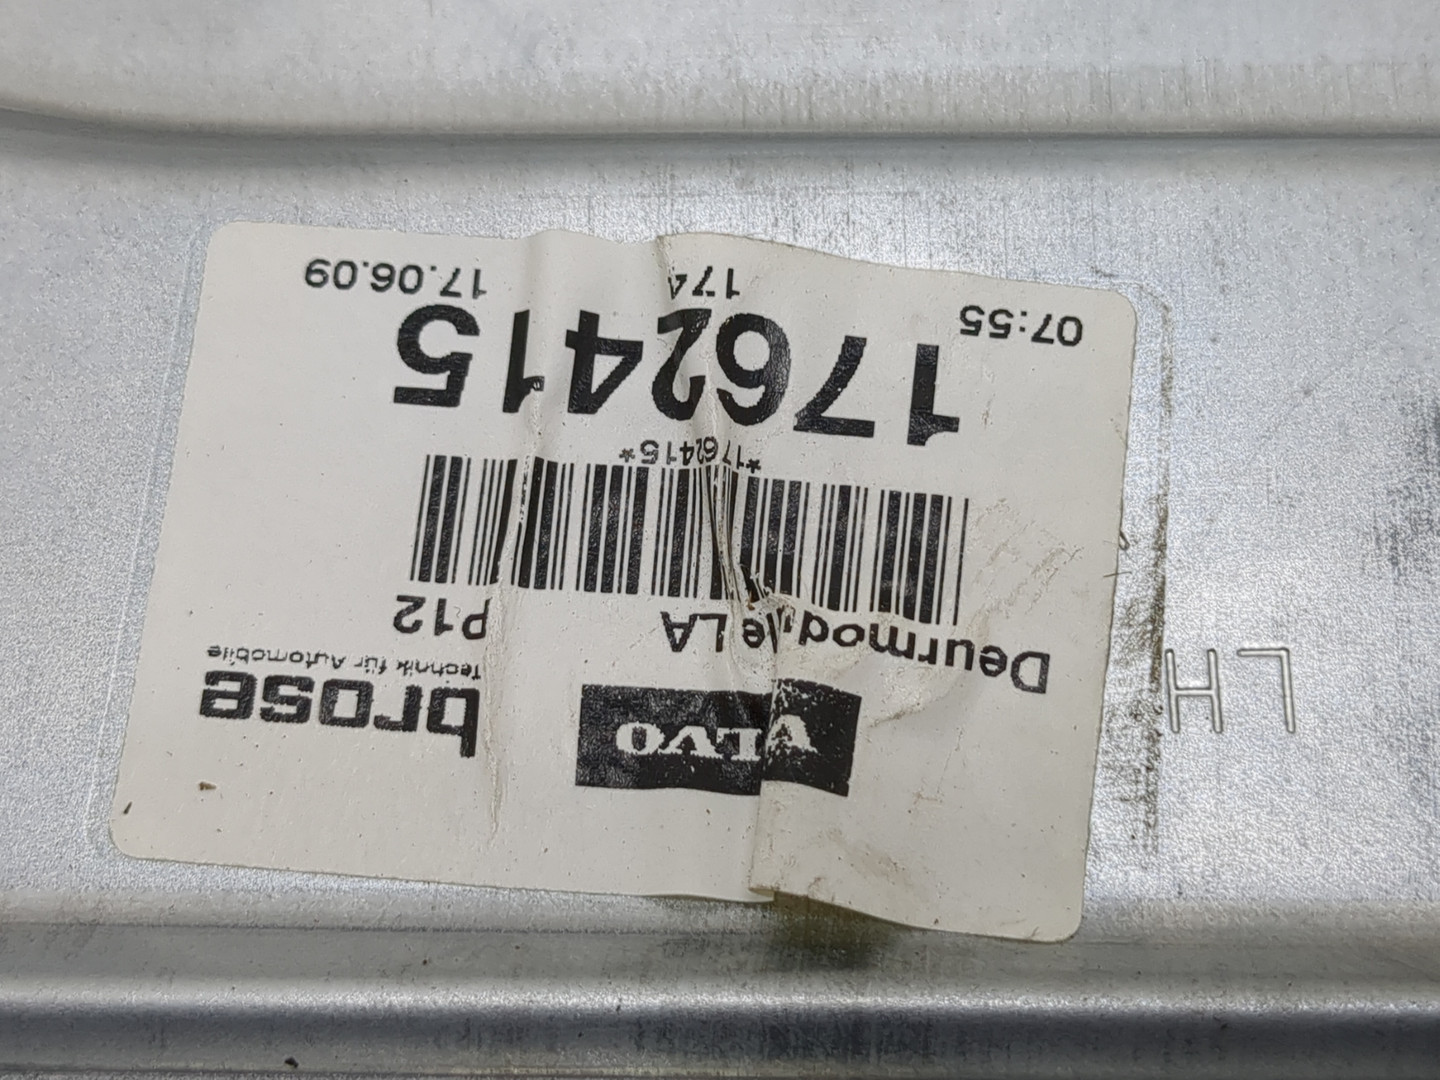 VOLVO
brose
Technik für Automobile
Deurmodule LA P12
*1762415*
1762415
07:55 174 17.06.09
LH